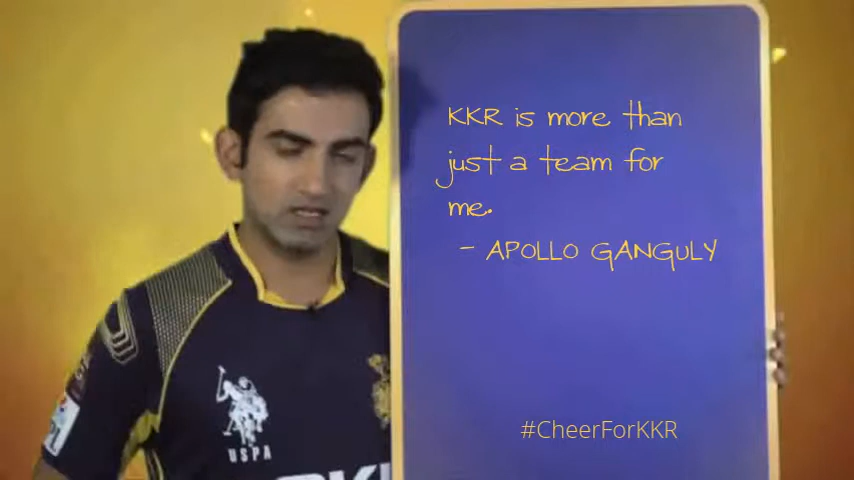 KKR is more than
just a team for
me.
- APOLLO GANGULY
#CheerForKKR
USPA